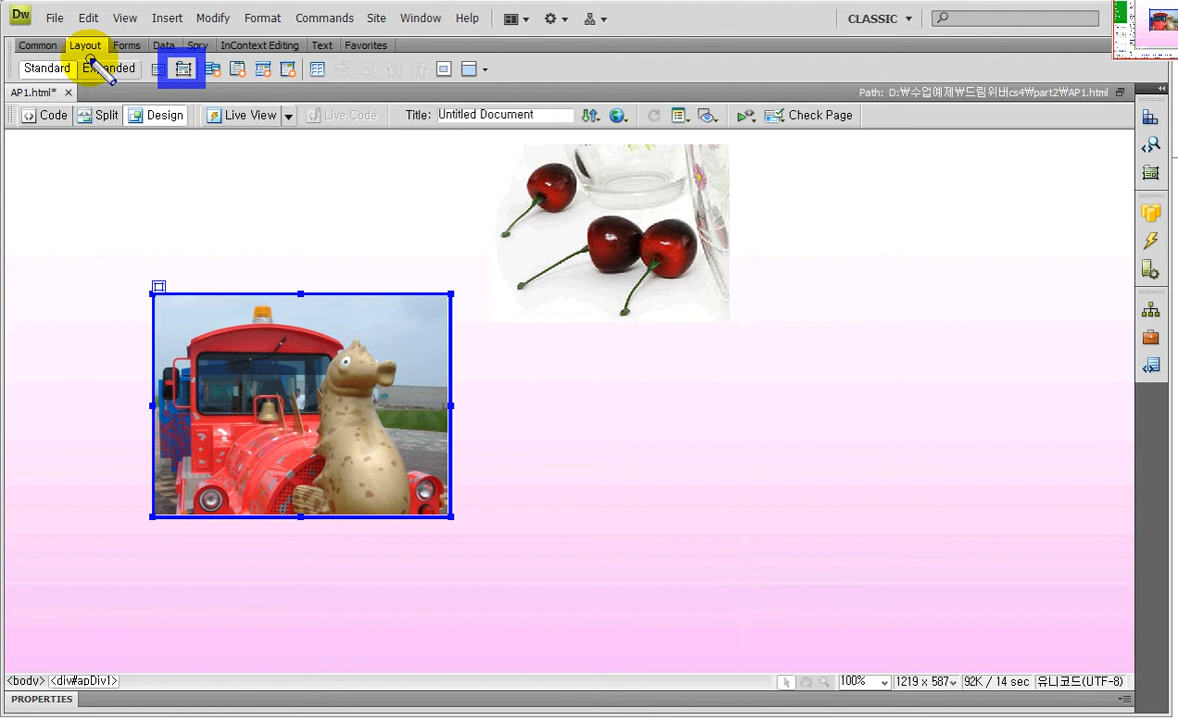 Dw File Edit View Insert Modify Format Commands Site Window Help CLASSIC
Common Layout Forms Data Spry InContext Editing Text Favorites
Standard Expanded
AP1.html* Path: D:₩수업예제₩드림위버cs4₩part2₩AP1.html
Code Split Design Live View Live Code Title: Untitled Document Check Page
<body> <div#apDiv1> 100% 1219 x 587 92K / 14 sec 유니코드(UTF-8)
PROPERTIES